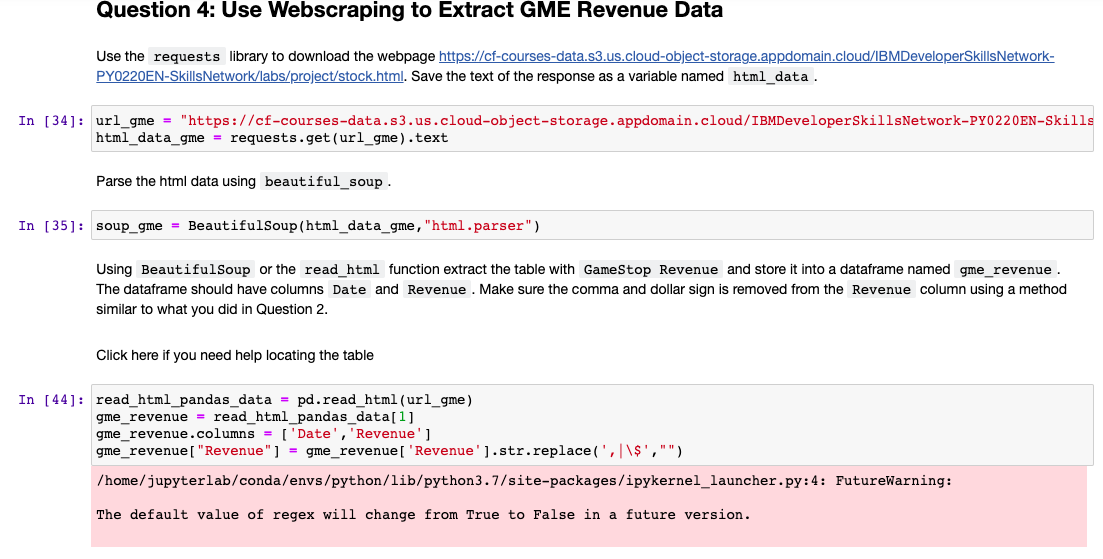 Question 4: Use Webscraping to Extract GME Revenue Data
Use the requests library to download the webpage https://cf-courses-data.s3.us.cloud-object-storage.appdomain.cloud/IBMDeveloperSkillsNetwork-
PY0220EN-SkillsNetwork/labs/project/stock.html. Save the text of the response as a variable named html_data .
In [34]: url_gme = "https://cf-courses-data.s3.us.cloud-object-storage.appdomain.cloud/IBMDeveloperSkillsNetwork-PY0220EN-Skills
html_data_gme = requests.get(url_gme).text
Parse the html data using beautiful_soup .
In [35]: soup_gme = BeautifulSoup(html_data_gme,"html.parser")
Using BeautifulSoup or the read_html function extract the table with GameStop Revenue and store it into a dataframe named gme_revenue .
The dataframe should have columns Date and Revenue . Make sure the comma and dollar sign is removed from the Revenue column using a method
similar to what you did in Question 2.
Click here if you need help locating the table
In [44]: read_html_pandas_data = pd.read_html(url_gme)
gme_revenue = read_html_pandas_data[1]
gme_revenue.columns = ['Date','Revenue']
gme_revenue["Revenue"] = gme_revenue['Revenue'].str.replace(',|\$',"")
/home/jupyterlab/conda/envs/python/lib/python3.7/site-packages/ipykernel_launcher.py:4: FutureWarning:
The default value of regex will change from True to False in a future version.